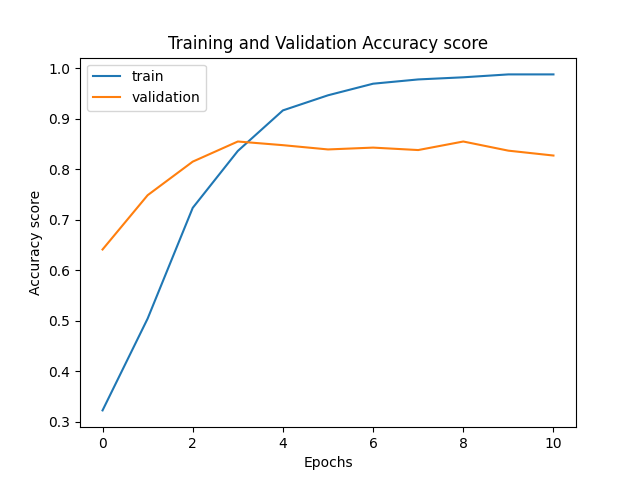 Training and Validation Accuracy score
train
validation
1.0
0.9
0.8
0.7
0.6
0.5
0.4
0.3
Accuracy score
0 2 4 6 8 10
Epochs